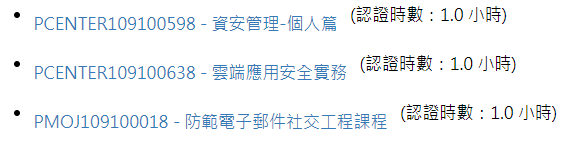 • PCENTER109100598 - 資安管理-個人篇 (認證時數：1.0 小時)
• PCENTER109100638 - 雲端應用安全實務 (認證時數：1.0 小時)
• PMOJ109100018 - 防範電子郵件社交工程課程 (認證時數：1.0 小時)